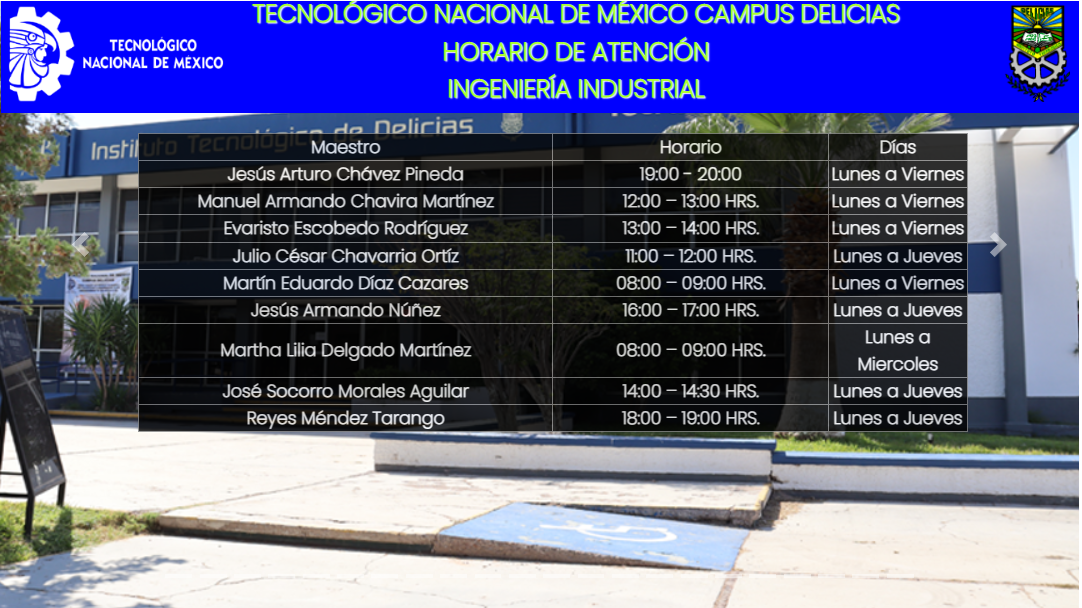 TECNOLÓGICO NACIONAL DE MÉXICO CAMPUS DELICIAS
HORARIO DE ATENCIÓN
INGENIERÍA INDUSTRIAL
TECNOLÓGICO
NACIONAL DE MÉXICO
DELICIAS
Instituto Tecnológico de Delicias
Maestro Horario Días
Jesús Arturo Chávez Pineda 19:00 - 20:00 Lunes a Viernes
Manuel Armando Chavira Martínez 12:00 – 13:00 HRS. Lunes a Viernes
Evaristo Escobedo Rodríguez 13:00 – 14:00 HRS. Lunes a Viernes
Julio César Chavarria Ortíz 11:00 – 12:00 HRS. Lunes a Jueves
Martín Eduardo Díaz Cazares 08:00 – 09:00 HRS. Lunes a Viernes
Jesús Armando Núñez 16:00 – 17:00 HRS. Lunes a Jueves
Martha Lilia Delgado Martínez 08:00 – 09:00 HRS. Lunes a
Miercoles
José Socorro Morales Aguilar 14:00 – 14:30 HRS. Lunes a Jueves
Reyes Méndez Tarango 18:00 – 19:00 HRS. Lunes a Jueves